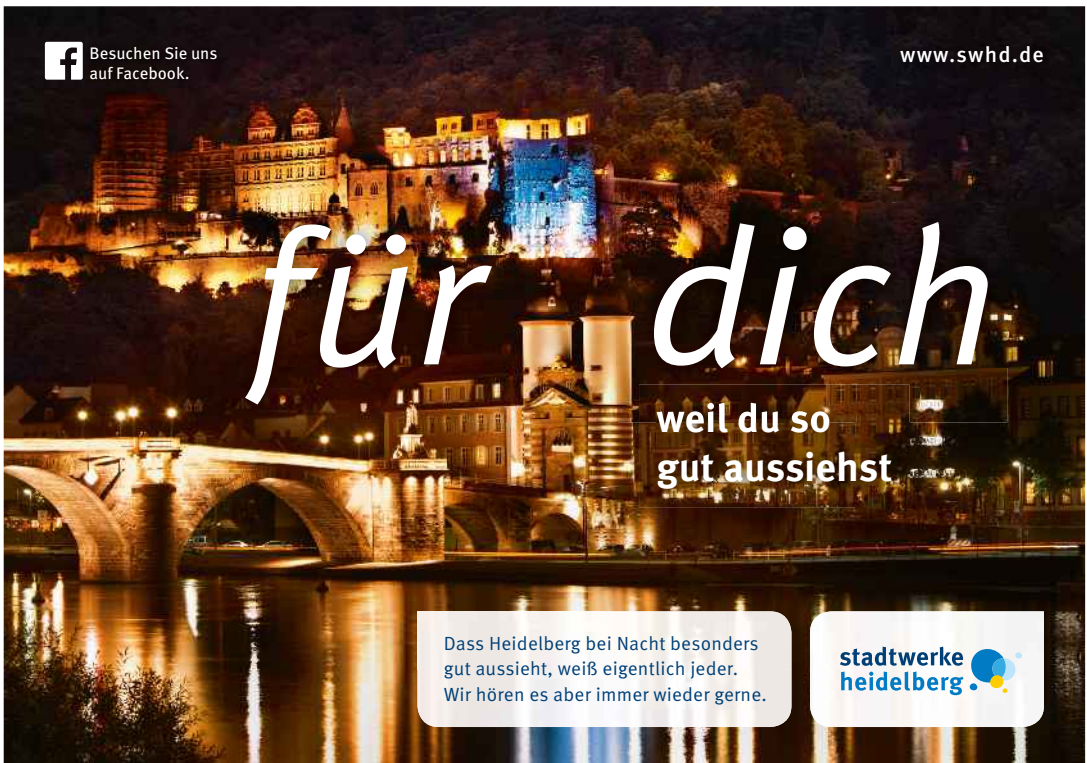 Besuchen Sie uns
auf Facebook.
www.swhd.de
für dich
weil du so
gut aussiehst
Dass Heidelberg bei Nacht besonders
gut aussieht, weiß eigentlich jeder.
Wir hören es aber immer wieder gerne.
stadtwerke
heidelberg